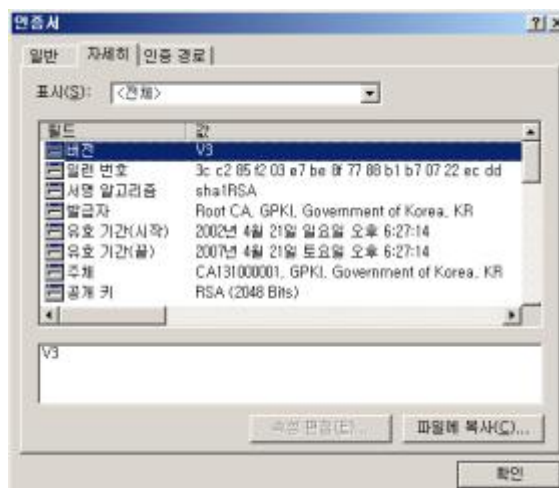 인증서
일반 자세히 인증 경로
표시(S): <전체>
필드 값
버전 V3
일련 번호 3c c2 85 f2 03 e7 be 8f 77 88 b1 b7 07 22 ec dd
서명 알고리즘 sha1RSA
발급자 Root CA, GPKI, Government of Korea, KR
유효 기간(시작) 2002년 4월 21일 일요일 오후 6:27:14
유효 기간(끝) 2007년 4월 21일 토요일 오후 6:27:14
주체 CA131000001, GPKI, Government of Korea, KR
공개 키 RSA (2048 Bits)
V3
속성 편집(E)... 파일에 복사(C)...
확인